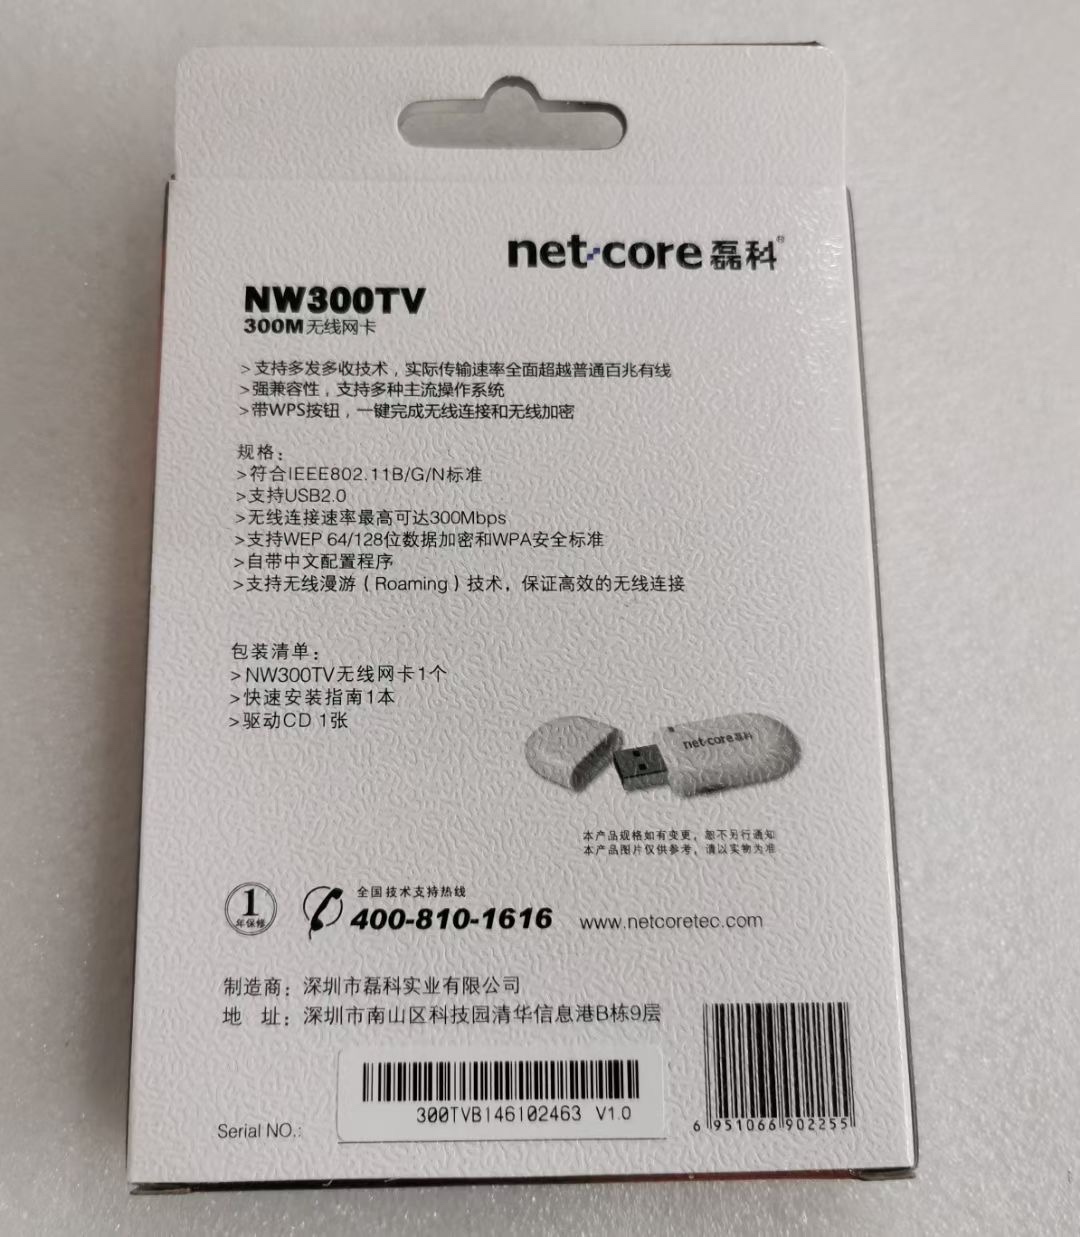 net·core 磊科®
NW300TV
300M无线网卡
>支持多发多收技术，实际传输速率全面超越普通百兆有线
>强兼容性，支持多种主流操作系统
>带WPS按钮，一键完成无线连接和无线加密
规格：
>符合IEEE802.11B/G/N标准
>支持USB2.0
>无线连接速率最高可达300Mbps
>支持WEP 64/128位数据加密和WPA安全标准
>自带中文配置程序
>支持无线漫游（Roaming）技术，保证高效的无线连接
包装清单：
>NW300TV无线网卡1个
>快速安装指南1本
>驱动CD 1张
net·core磊科
本产品规格如有变更，恕不另行通知
本产品图片仅供参考，请以实物为准
1
年保修
全国技术支持热线
400-810-1616 www.netcoretec.com
制造商：深圳市磊科实业有限公司
地 址：深圳市南山区科技园清华信息港B栋9层
300TVB146102463 V1.0
Serial NO.:
6 951066 902255